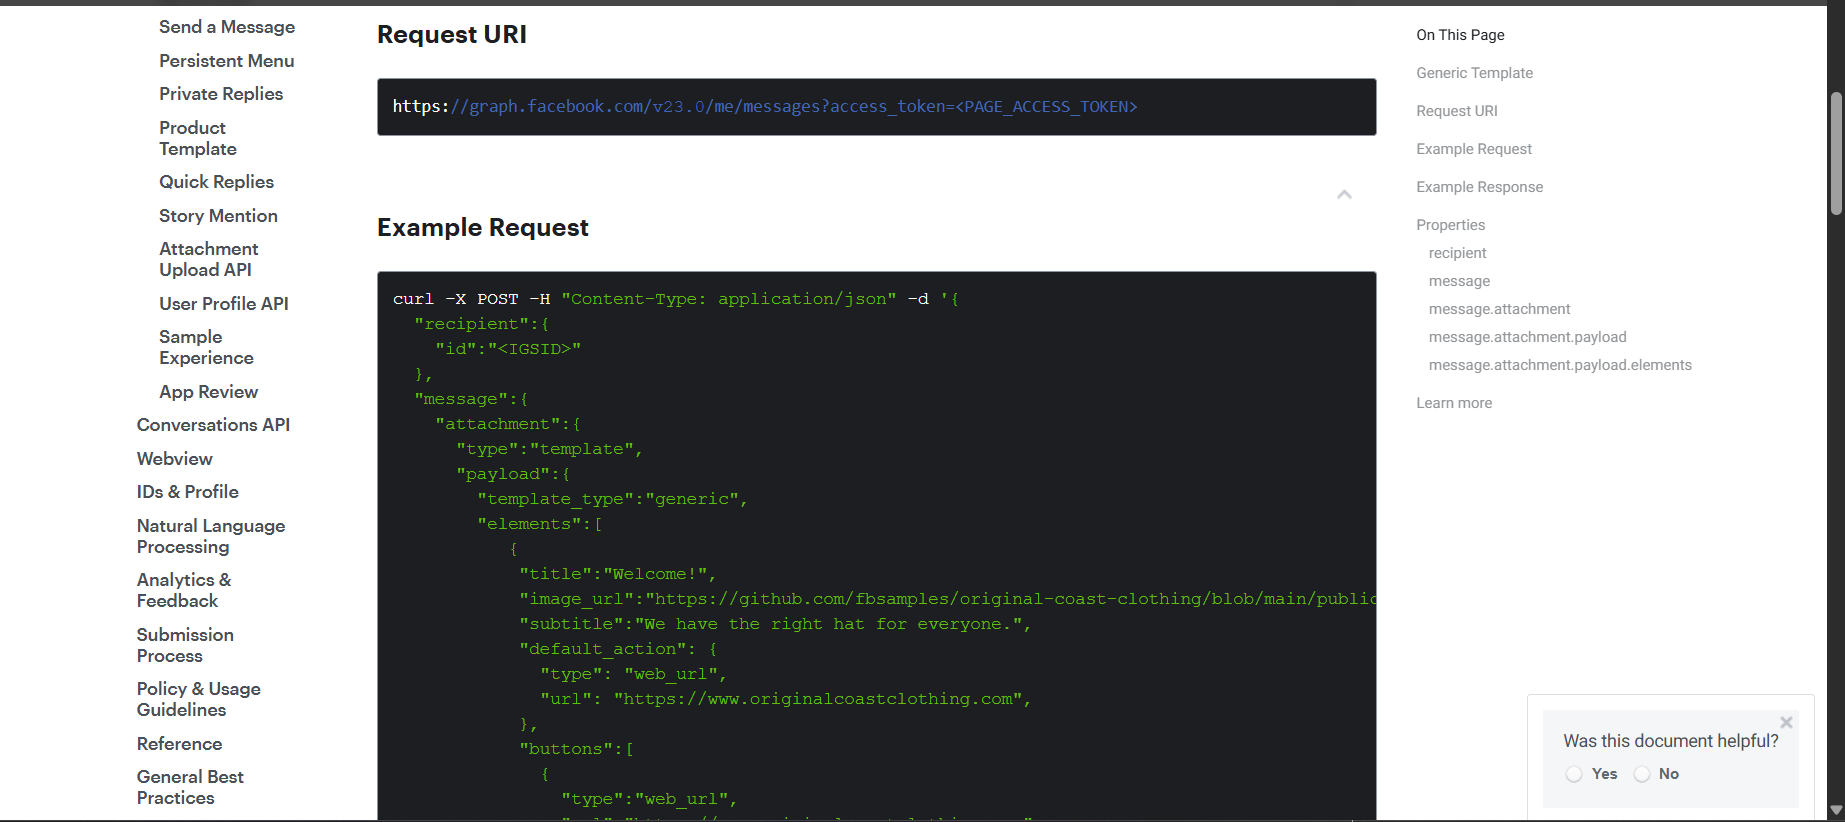 Send a Message
Persistent Menu
Private Replies
Product
Template
Quick Replies
Story Mention
Attachment
Upload API
User Profile API
Sample
Experience
App Review
Conversations API
Webview
IDs & Profile
Natural Language
Processing
Analytics &
Feedback
Submission
Process
Policy & Usage
Guidelines
Reference
General Best
Practices
Request URI
https://graph.facebook.com/v23.0/me/messages?access_token=<PAGE_ACCESS_TOKEN>
Example Request
curl -X POST -H "Content-Type: application/json" -d '{
"recipient":{
"id":"<IGSID>"
},
"message":{
"attachment":{
"type":"template",
"payload":{
"template_type":"generic",
"elements":[
{
"title":"Welcome!",
"image_url":"https://github.com/fbsamples/original-coast-clothing/blob/main/public
"subtitle":"We have the right hat for everyone.",
"default_action": {
"type": "web_url",
"url": "https://www.originalcoastclothing.com",
},
"buttons":[
{
"type":"web_url",
On This Page
Generic Template
Request URI
Example Request
Example Response
Properties
recipient
message
message.attachment
message.attachment.payload
message.attachment.payload.elements
Learn more
Was this document helpful?
Yes
No